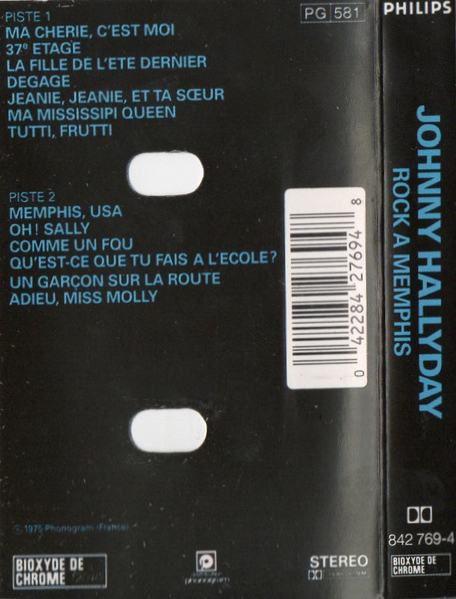 PISTE 1
MA CHERIE, C'EST MOI
37e ETAGE
LA FILLE DE L'ETE DERNIER
DEGAGE
JEANIE, JEANIE, ET TA SŒUR
MA MISSISSIPI QUEEN
TUTTI, FRUTTI
PISTE 2
MEMPHIS, USA
OH! SALLY
COMME UN FOU
QU'EST-CE QUE TU FAIS A L'ECOLE?
UN GARÇON SUR LA ROUTE
ADIEU, MISS MOLLY
℗ 1975 Phonogram (France)
BIOXYDE DE
CHROME
phonogram
STEREO
PG 581
0 42284 27694 8
PHILIPS
JOHNNY HALLYDAY
ROCK A MEMPHIS
842 769-4
BIOXYDE DE
CHROME